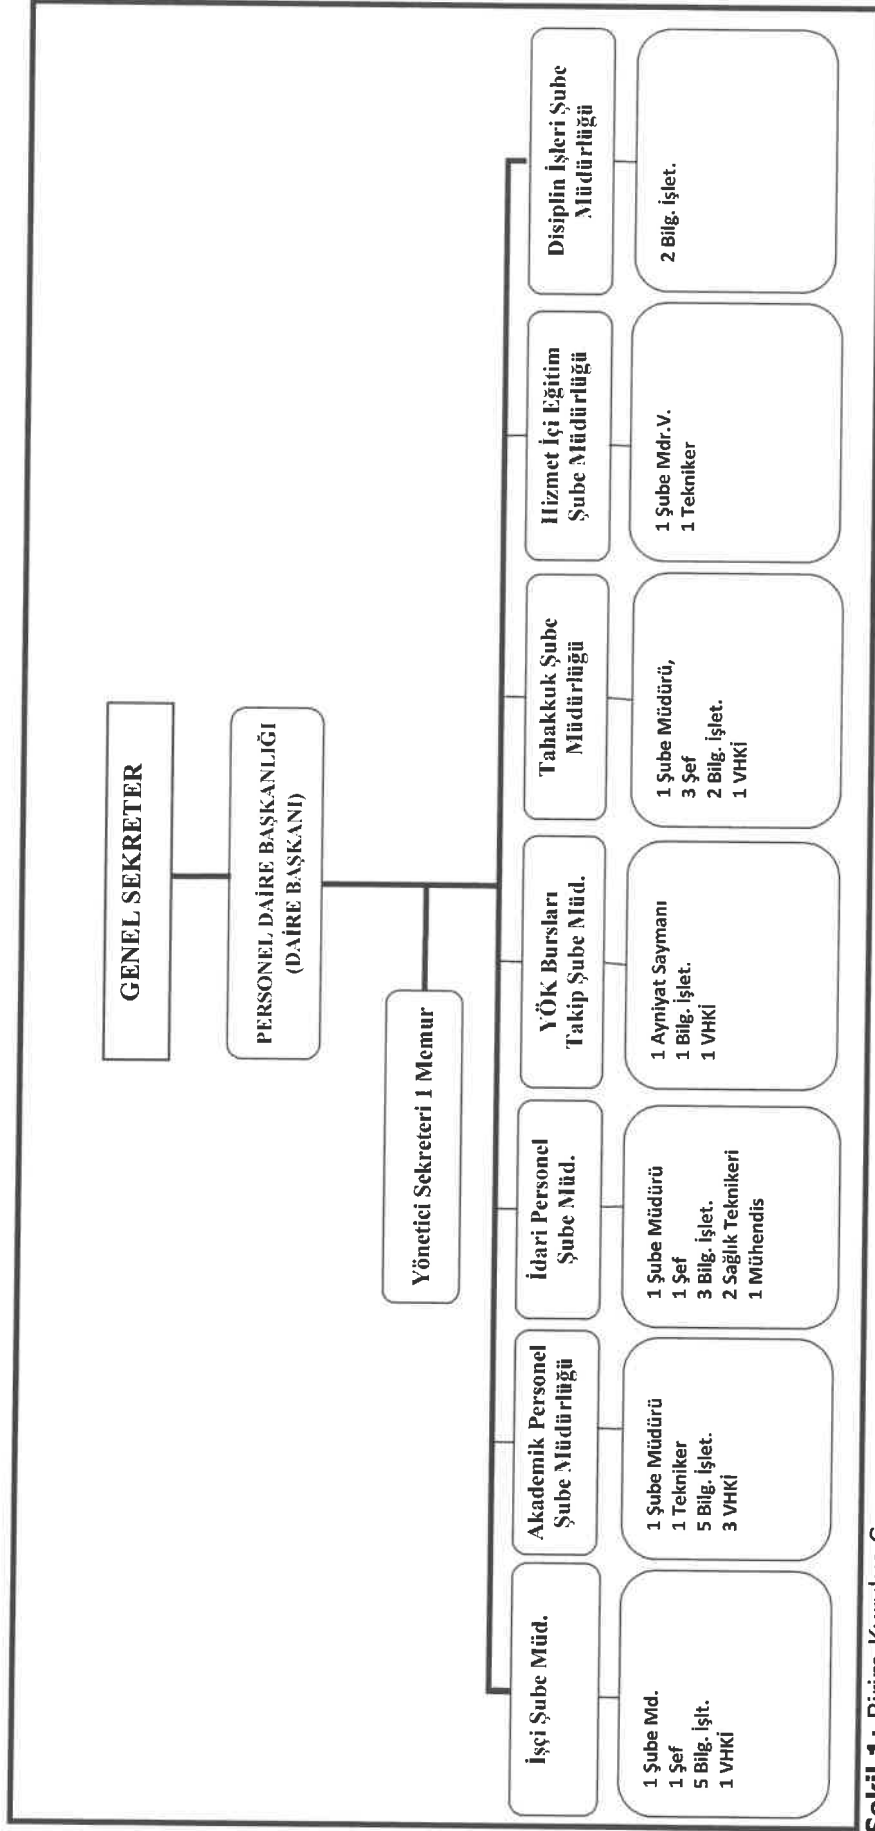 GENEL SEKRETER
PERSONEL DAİRE BAŞKANLIĞI
(DAİRE BAŞKANI)
Yönetici Sekreteri 1 Memur
İşçi Şube Müd.
1 Şube Md.
1 Şef
5 Bilg. İşlt.
1 VHKİ
Akademik Personel
Şube Müdürlüğü
1 Şube Müdürü
1 Tekniker
5 Bilg. İşlet.
3 VHKİ
İdari Personel
Şube Müd.
1 Şube Müdürü
1 Şef
3 Bilg. İşlet.
2 Sağlık Teknikeri
1 Mühendis
YÖK Bursları
Takip Şube Müd.
1 Ayniyat Saymanı
1 Bilg. İşlet.
1 VHKİ
Tahakkuk Şube
Müdürlüğü
1 Şube Müdürü,
3 Şef
2 Bilg. İşlet.
1 VHKİ
Hizmet İçi Eğitim
Şube Müdürlüğü
1 Şube Mdr.V.
1 Tekniker
Disiplin İşleri Şube
Müdürlüğü
2 Bilg. İşlet.
Şekil 1: Birim